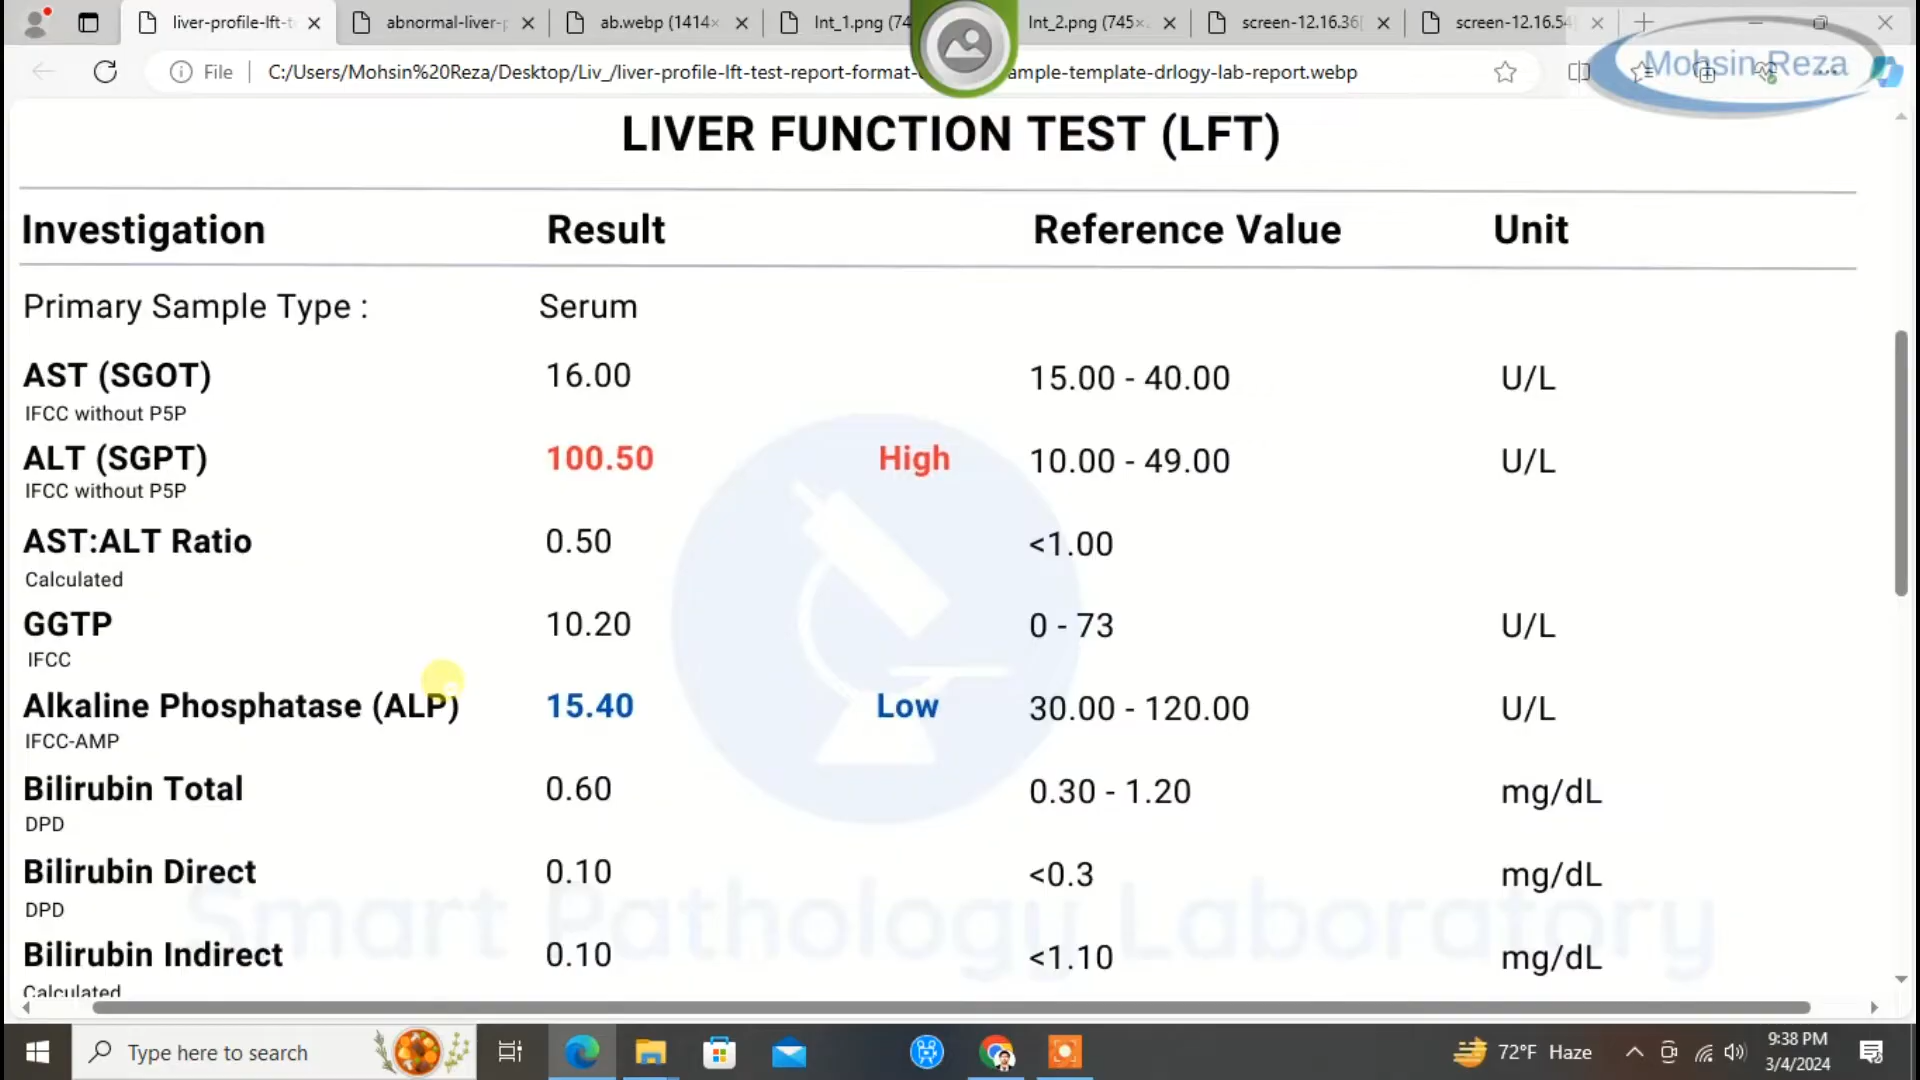 liver-profile-lft-t
abnormal-liver-p
ab.webp (1414×
Int_1.png (74
Int_2.png (745×
screen-12.16.36
screen-12.16.54
File
C:/Users/Mohsin%20Reza/Desktop/Liv_/liver-profile-lft-test-report-format-
ample-template-drlogy-lab-report.webp
Mohsin Reza
LIVER FUNCTION TEST (LFT)
Investigation Result Reference Value Unit
Primary Sample Type : Serum
AST (SGOT) 16.00 15.00 - 40.00 U/L
IFCC without P5P
ALT (SGPT) 100.50 High 10.00 - 49.00 U/L
IFCC without P5P
AST:ALT Ratio 0.50 <1.00
Calculated
GGTP 10.20 0 - 73 U/L
IFCC
Alkaline Phosphatase (ALP) 15.40 Low 30.00 - 120.00 U/L
IFCC-AMP
Bilirubin Total 0.60 0.30 - 1.20 mg/dL
DPD
Bilirubin Direct 0.10 <0.3 mg/dL
DPD
Smart Pathology Laboratory
Bilirubin Indirect 0.10 <1.10 mg/dL
Calculated
Type here to search
72°F Haze
9:38 PM
3/4/2024